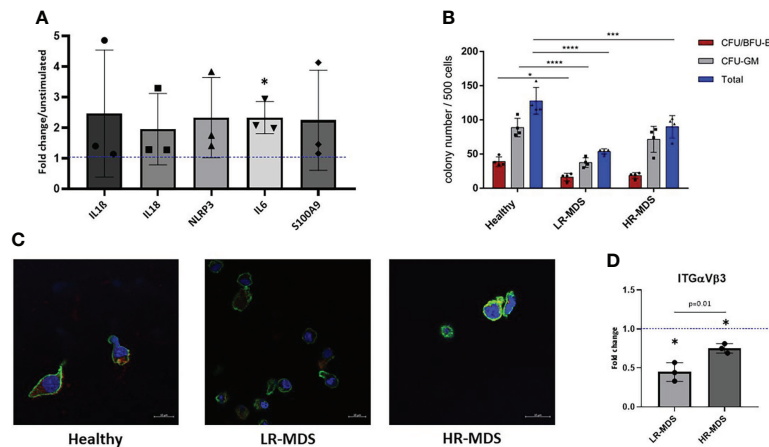 A
Fold change/unstimulated
5
4
3
2
1
0
*
IL1ß
IL18
NLRP3
IL6
S100A9
B
colony number / 500 cells
200
150
100
50
0
***
****
****
*
Healthy
LR-MDS
HR-MDS
CFU/BFU-E
CFU-GM
Total
C
Healthy
LR-MDS
HR-MDS
D
ITGαVβ3
Fold change
1.5
1.0
0.5
0.0
p=0.01
*
*
LR-MDS
HR-MDS